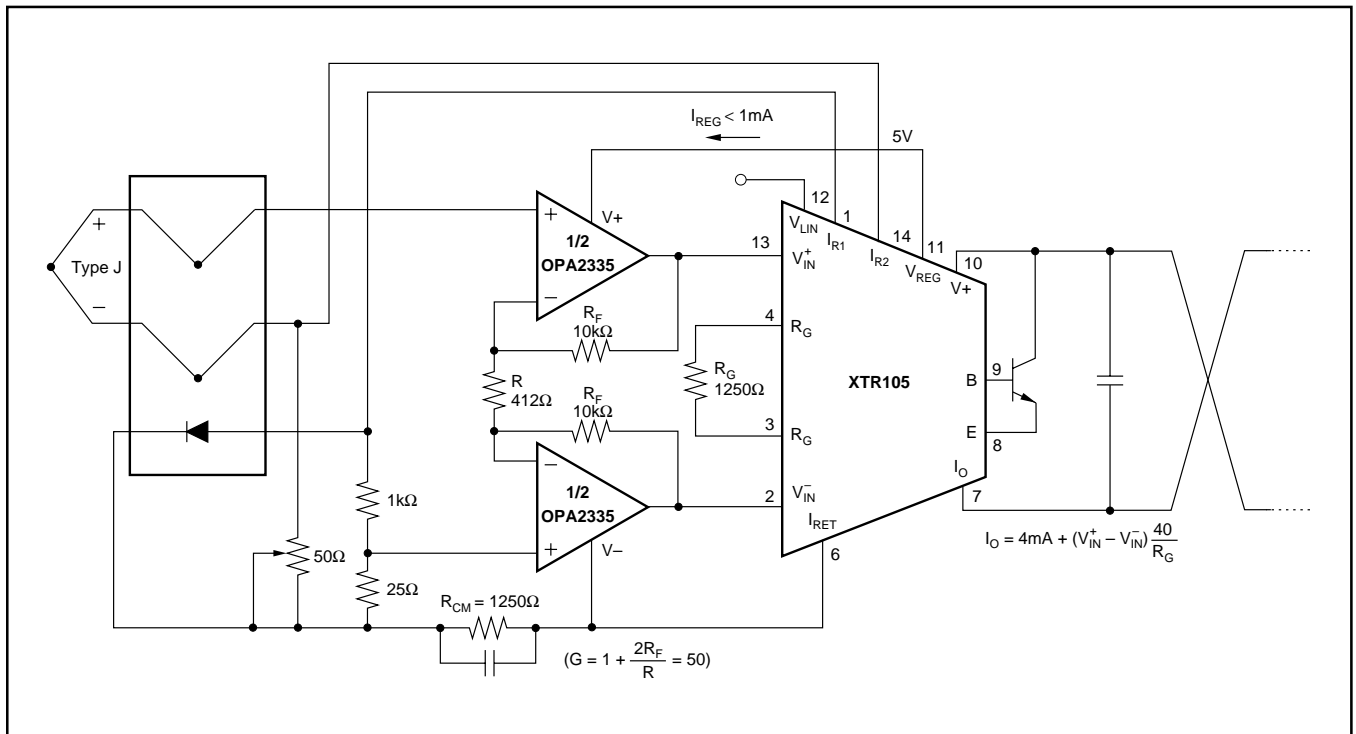 I_REG < 1mA
5V
12
1
14
11
10
13
V_LIN
I_R1
I_R2
V_REG
V+
+
Type J
–
+
1/2
OPA2335
–
V+
V_IN^+
R_F
10kΩ
4
R_G
R
412Ω
R_G
1250Ω
XTR105
R_F
10kΩ
B
9
3
R_G
E
8
1kΩ
–
1/2
OPA2335
+
V–
2
V_IN^–
I_RET
I_O
7
6
50Ω
25Ω
I_O = 4mA + (V_IN^+ – V_IN^–) 40/R_G
R_CM = 1250Ω
(G = 1 + 2R_F/R = 50)